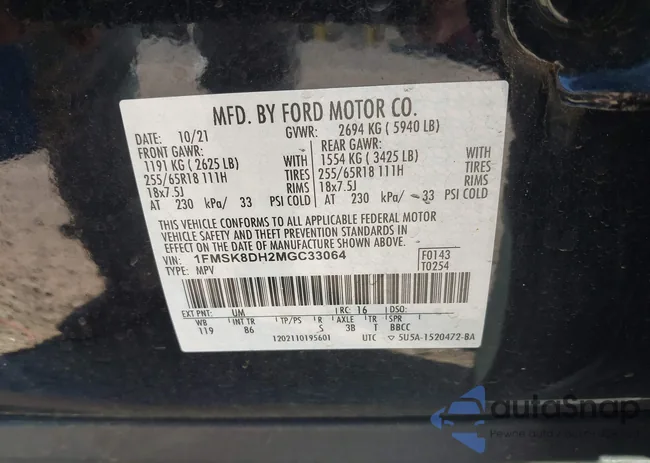 MFD. BY FORD MOTOR CO.
DATE: 10/21 GVWR: 2694 KG ( 5940 LB)
FRONT GAWR: REAR GAWR:
1191 KG ( 2625 LB) WITH 1554 KG ( 3425 LB) WITH
255/65R18 111H TIRES 255/65R18 111H TIRES
18x7.5J RIMS 18x7.5J RIMS
AT 230 kPa/ 33 PSI COLD AT 230 kPa/ 33 PSI COLD
THIS VEHICLE CONFORMS TO ALL APPLICABLE FEDERAL MOTOR
VEHICLE SAFETY AND THEFT PREVENTION STANDARDS IN
EFFECT ON THE DATE OF MANUFACTURE SHOWN ABOVE.
VIN: 1FMSK8DH2MGC33064 F0143
TYPE: MPV T0254
EXT PNT: UM RC: 16 DSO:
WB INT TR TP/PS R AXLE TR SPR
119 86 S 3B T BBCC
1202110195601 UTC 5U5A-1520472-BA
autoSnap